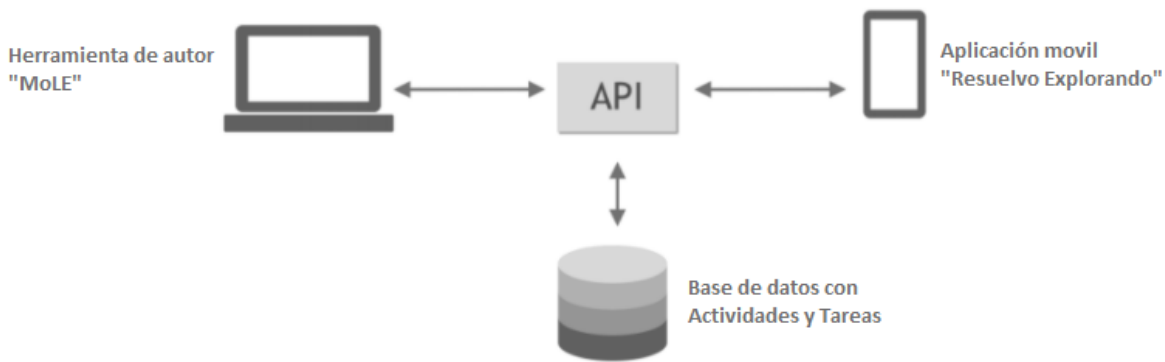 Herramienta de autor
"MoLE"
API
Aplicación movil
"Resuelvo Explorando"
Base de datos con
Actividades y Tareas